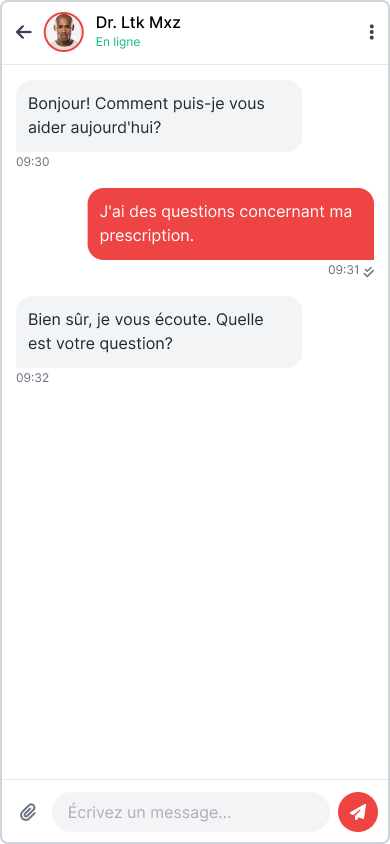 Dr. Ltk Mxz
En ligne
Bonjour! Comment puis-je vous
aider aujourd'hui?
09:30
J'ai des questions concernant ma
prescription.
09:31
Bien sûr, je vous écoute. Quelle
est votre question?
09:32
Écrivez un message...